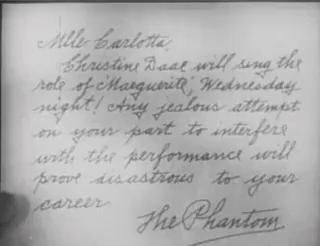 Mlle Carlotta,
Christine Daae will sing the
role of 'Marguerite', Wednesday
night! Any jealous attempt
on your part to interfere
with the performance will
prove disastrous to your
career
The Phantom